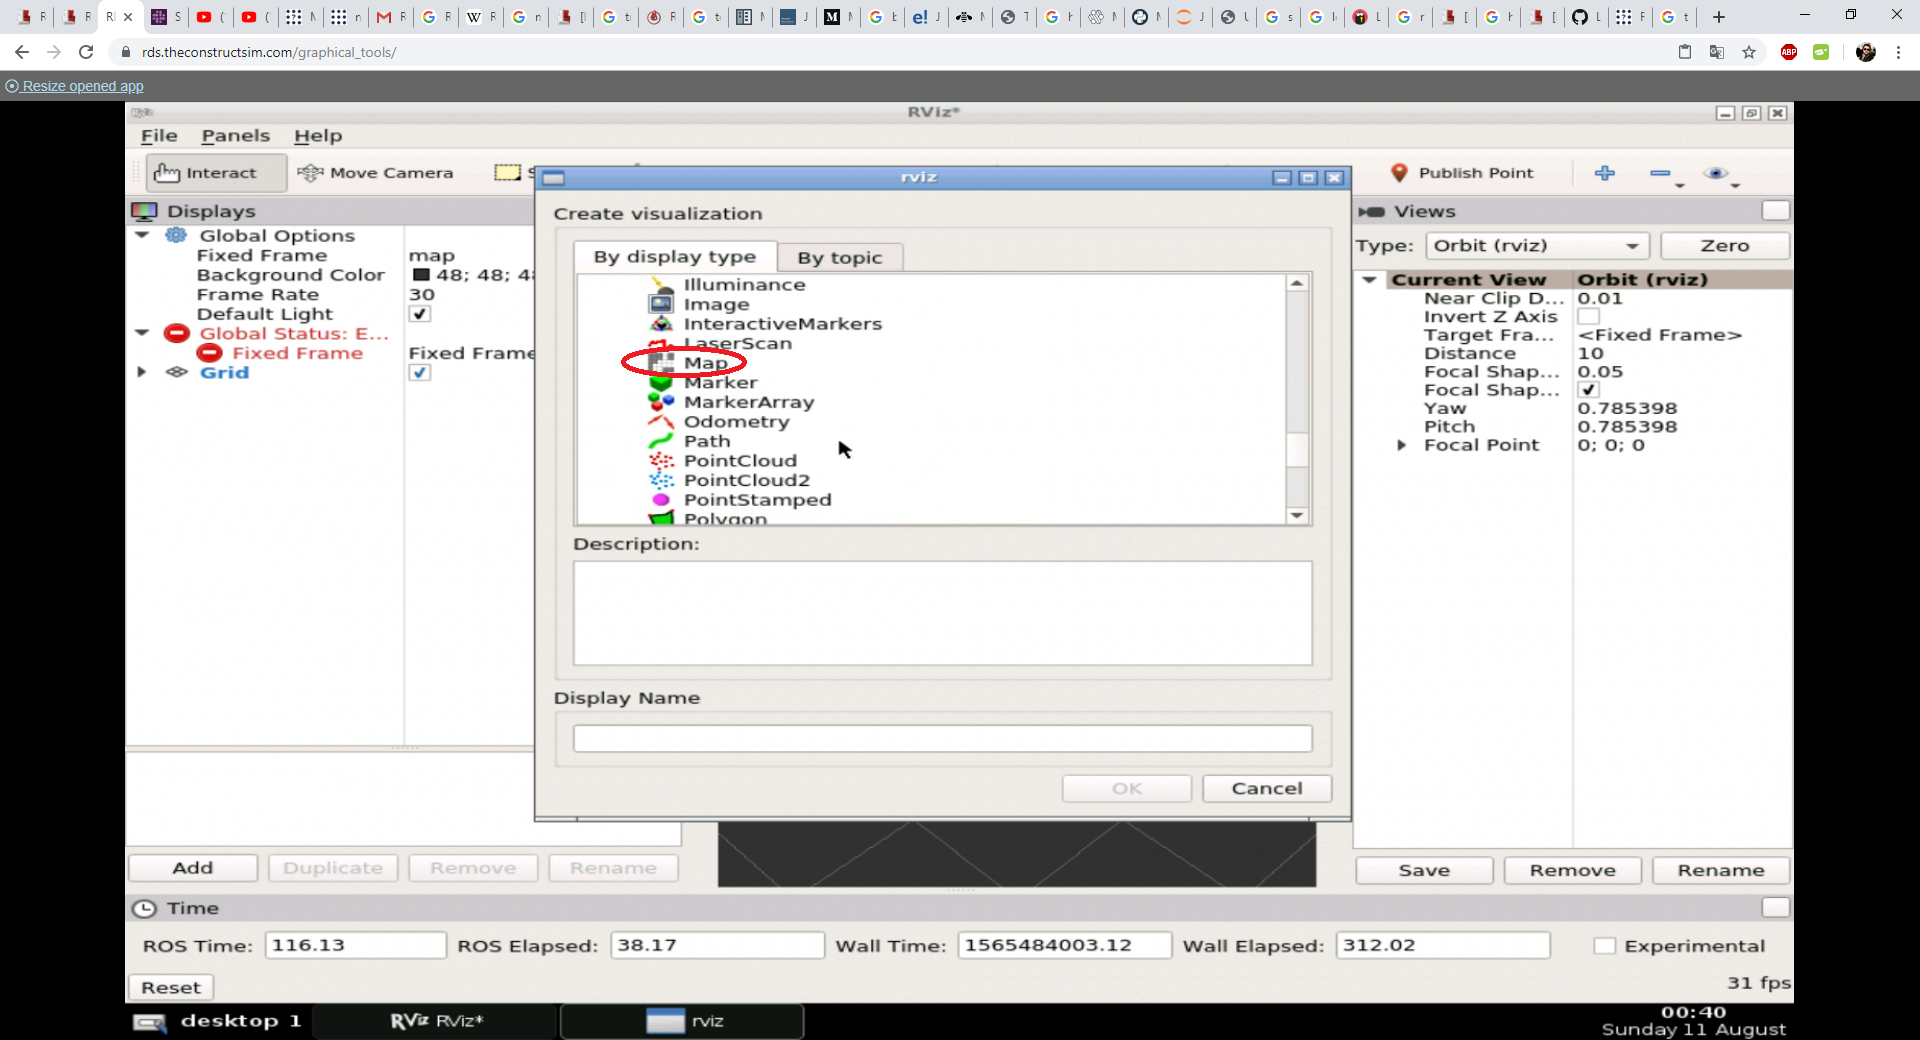 rds.theconstructsim.com/graphical_tools/
ABP
Resize opened app
RViz*
File Panels Help
Interact Move Camera S Publish Point
rviz
Displays
Global Options
Fixed Frame map
Background Color 48; 48; 48
Frame Rate 30
Default Light
Global Status: E...
Fixed Frame Fixed Frame
Grid
Create visualization
By display type By topic
Illuminance
Image
InteractiveMarkers
LaserScan
Map
Marker
MarkerArray
Odometry
Path
PointCloud
PointCloud2
PointStamped
Polygon
Description:
Display Name
OK Cancel
Views
Type: Orbit (rviz) Zero
Current View Orbit (rviz)
Near Clip D... 0.01
Invert Z Axis
Target Fra... <Fixed Frame>
Distance 10
Focal Shap... 0.05
Focal Shap...
Yaw 0.785398
Pitch 0.785398
Focal Point 0; 0; 0
Add Duplicate Remove Rename
Save Remove Rename
Time
ROS Time: 116.13 ROS Elapsed: 38.17 Wall Time: 1565484003.12 Wall Elapsed: 312.02 Experimental
Reset 31 fps
desktop 1 RViz RViz* rviz
00:40
Sunday 11 August